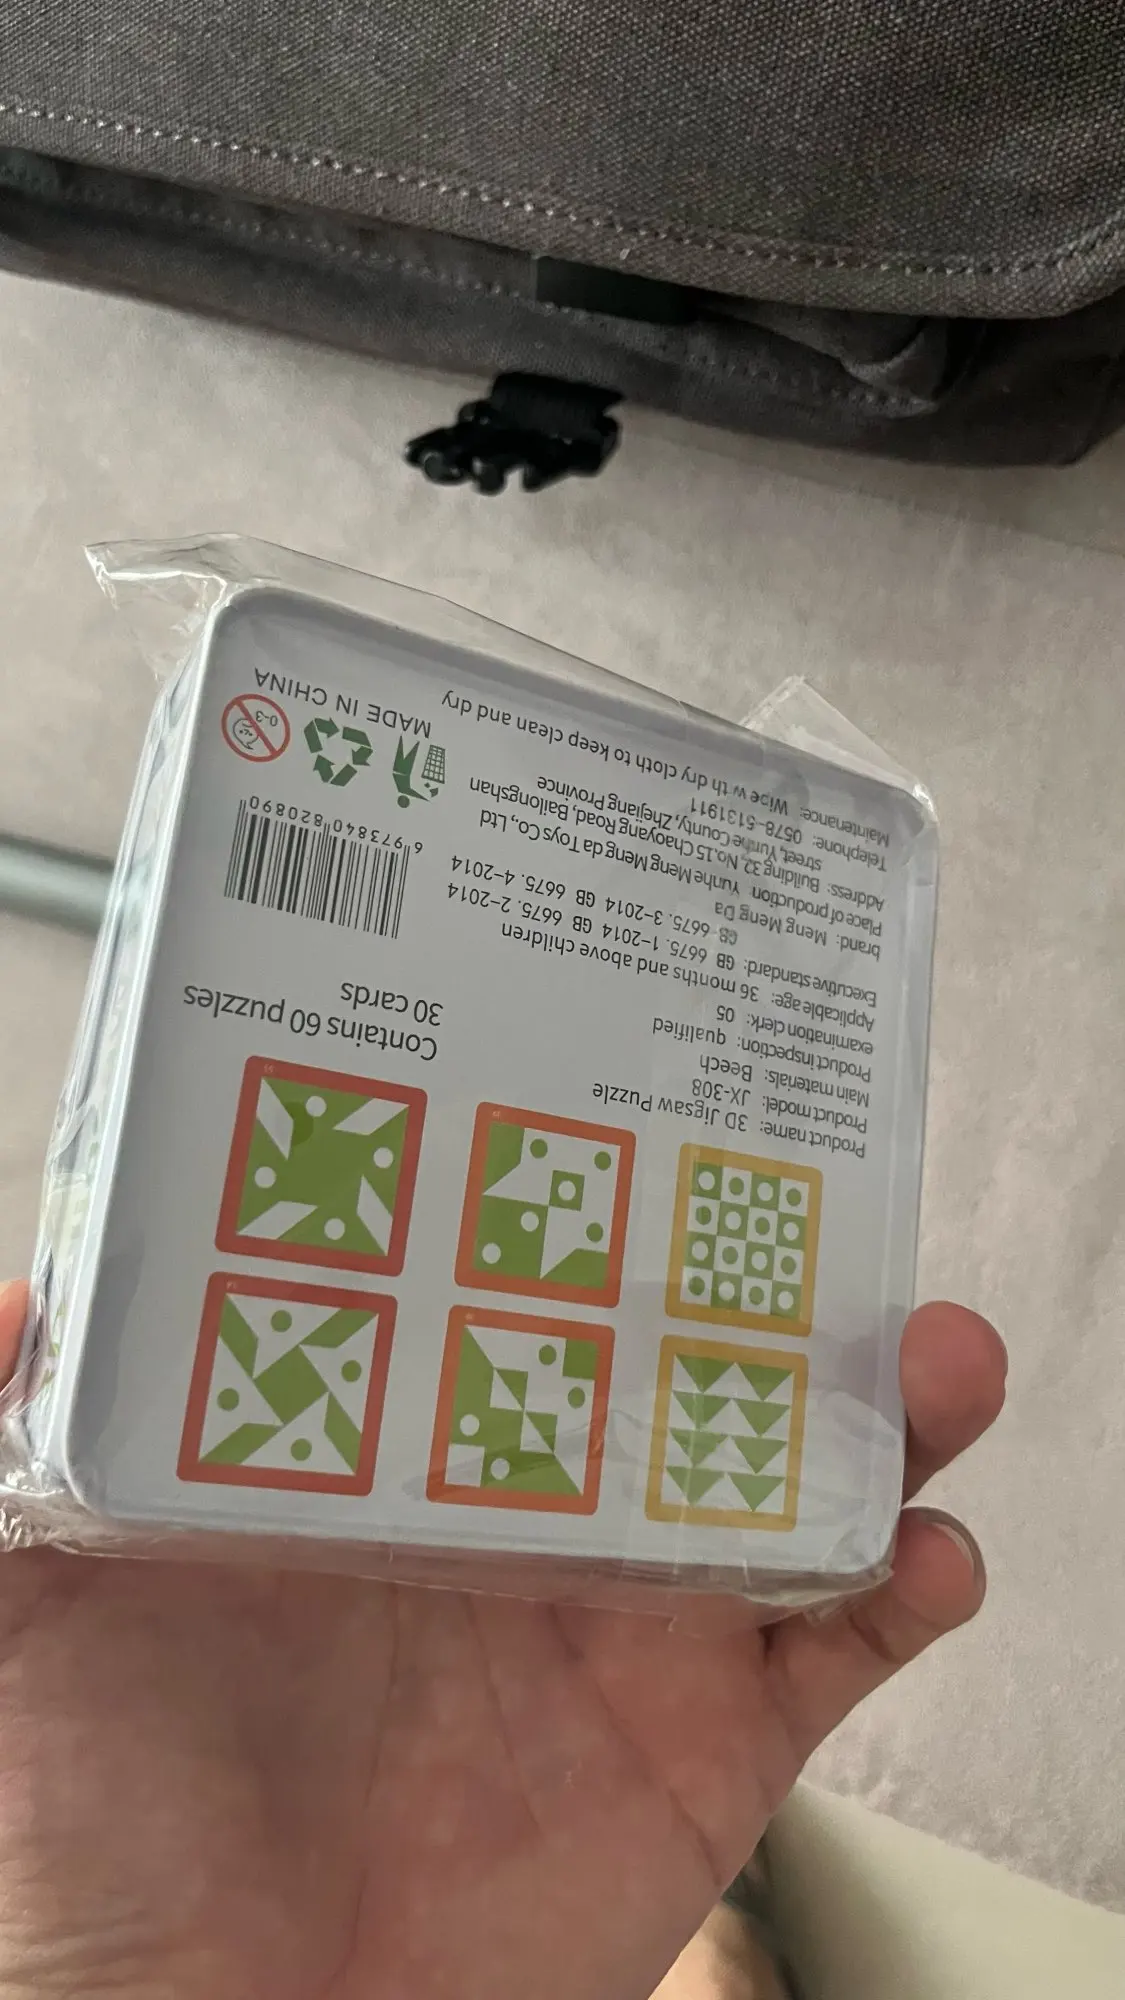 Product name: 3D Jigsaw Puzzle
Product model: JX-308
Main materials: Beech
Product inspection: qualified
examination clerk: 05
Applicable age: 36 months and above children
Executive standard: GB 6675. 1-2014 GB 6675. 2-2014
GB 6675. 3-2014 GB 6675. 4-2014
brand: Meng Meng Da
Place of production Yunhe Meng Meng da Toys Co., Ltd
Address: Building 32, No.15 Chaoyang Road, Bailongshan
street, Yunhe County, Zhejiang Province
Telephone: 0578-5131911
Maintenance: Wipe w th dry cloth to keep clean and dry
Contains 60 puzzles
30 cards
6 973840 820890
0-3
MADE IN CHINA